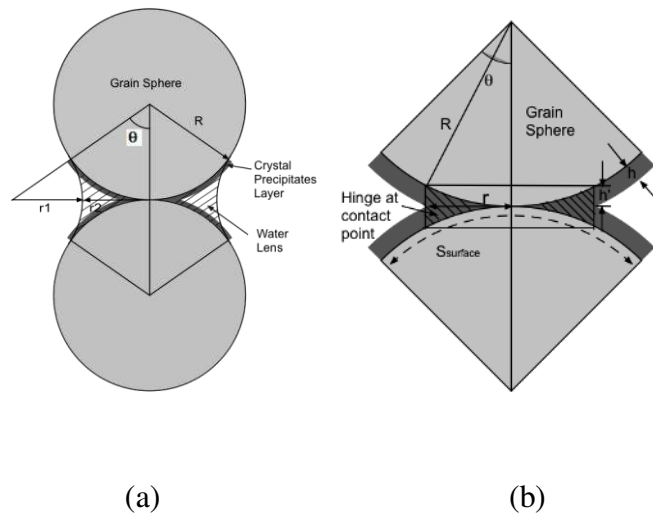 Grain Sphere
θ
R
Crystal
Precipitates
Layer
r1
r2
Water
Lens
(a)
θ
R
Grain
Sphere
h
h'
Hinge at
contact
point
r
Ssurface
(b)